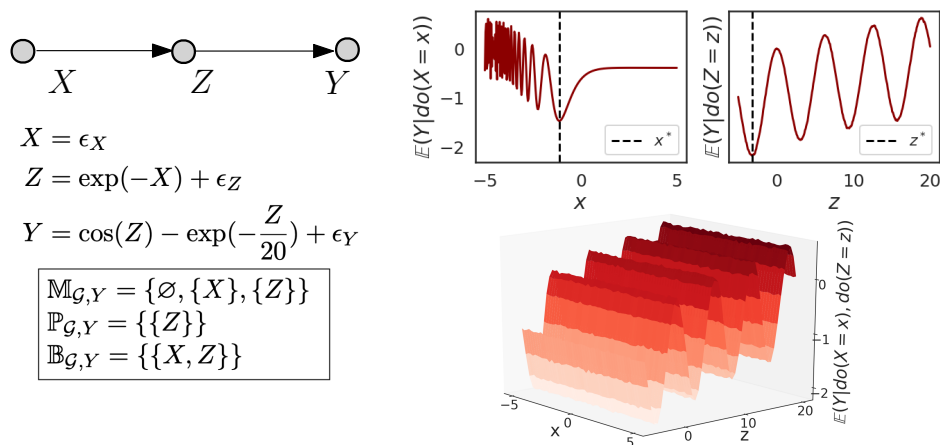 X Z Y
X = ϵ_X
Z = exp(−X) + ϵ_Z
Y = cos(Z) − exp(−Z/20) + ϵ_Y
𝕄_{𝒢,Y} = {∅, {X}, {Z}}
ℙ_{𝒢,Y} = {{Z}}
𝔹_{𝒢,Y} = {{X, Z}}
𝔼(Y|do(X = x))
0
−1
−2
x*
−5 0 5
x
𝔼(Y|do(Z = z))
z*
0 10 20
z
𝔼(Y|do(X = x), do(Z = z))
0
−1
−2
−5 0 5
x
0 10 20
z